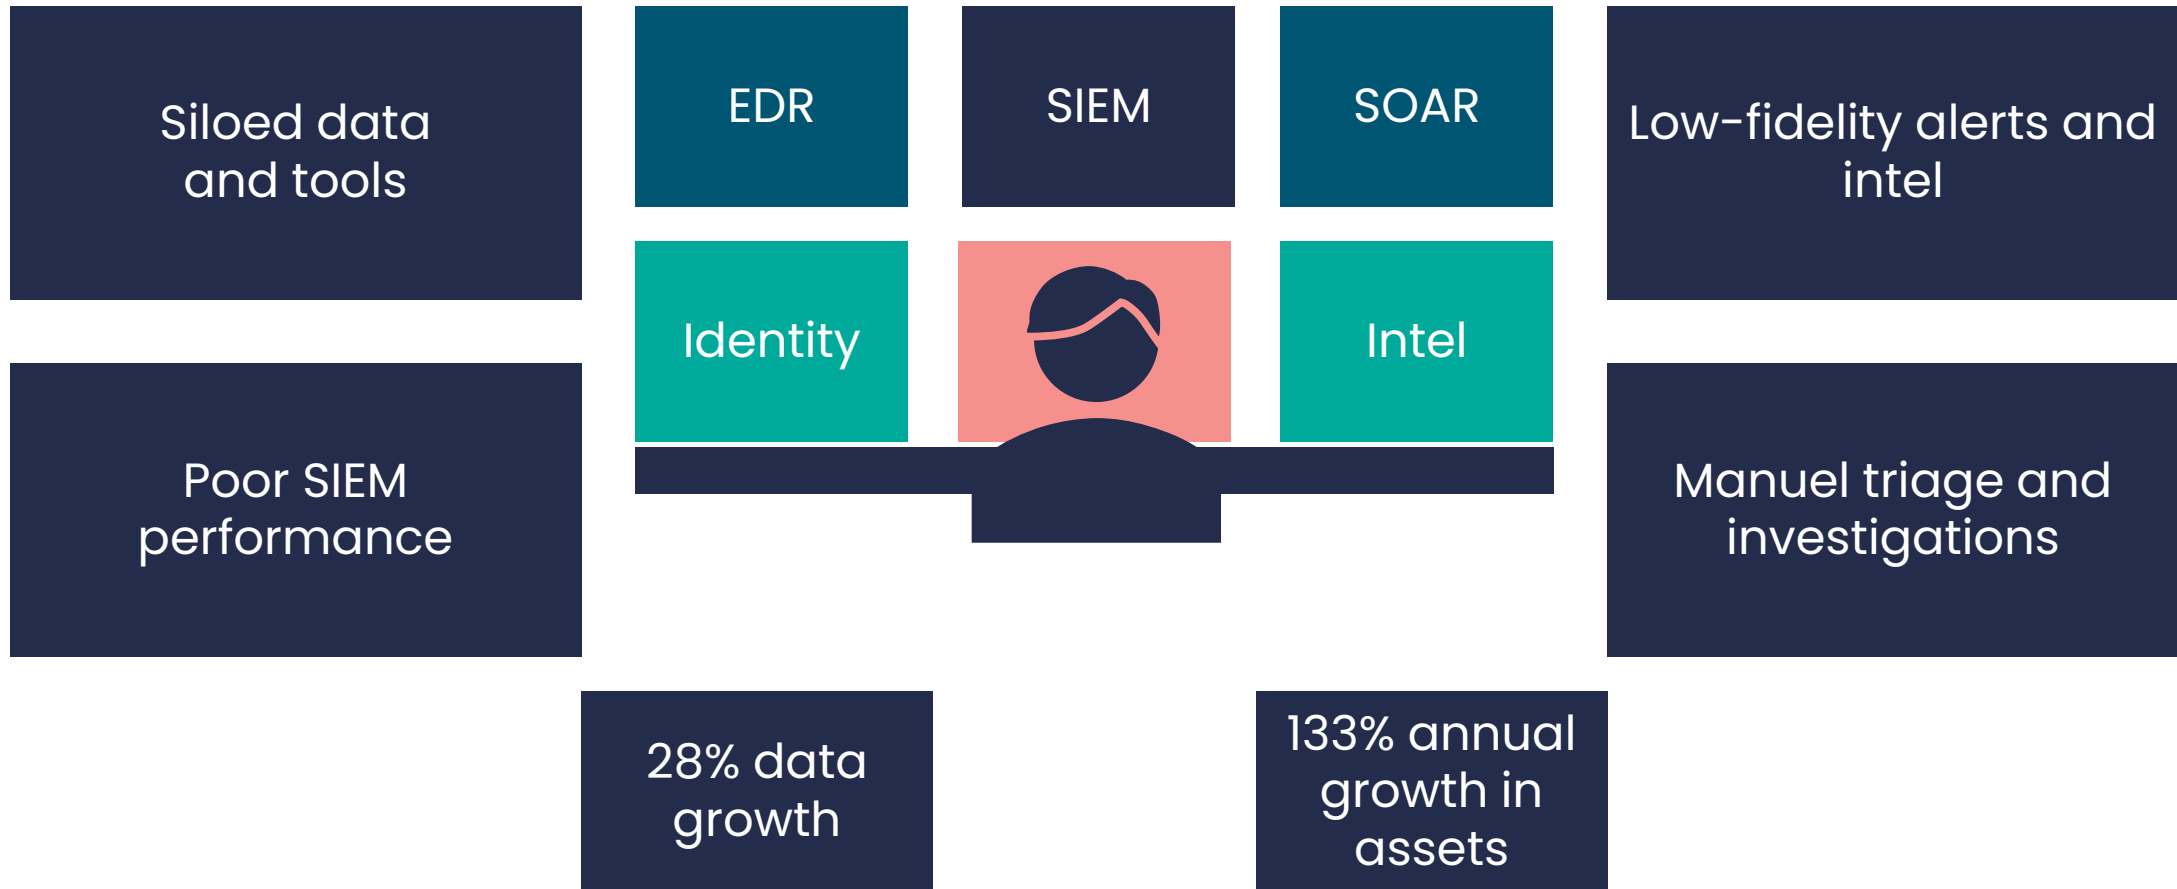 Siloed data
and tools
EDR
SIEM
SOAR
Low-fidelity alerts and
intel
Identity
Intel
Poor SIEM
performance
Manuel triage and
investigations
28% data
growth
133% annual
growth in
assets